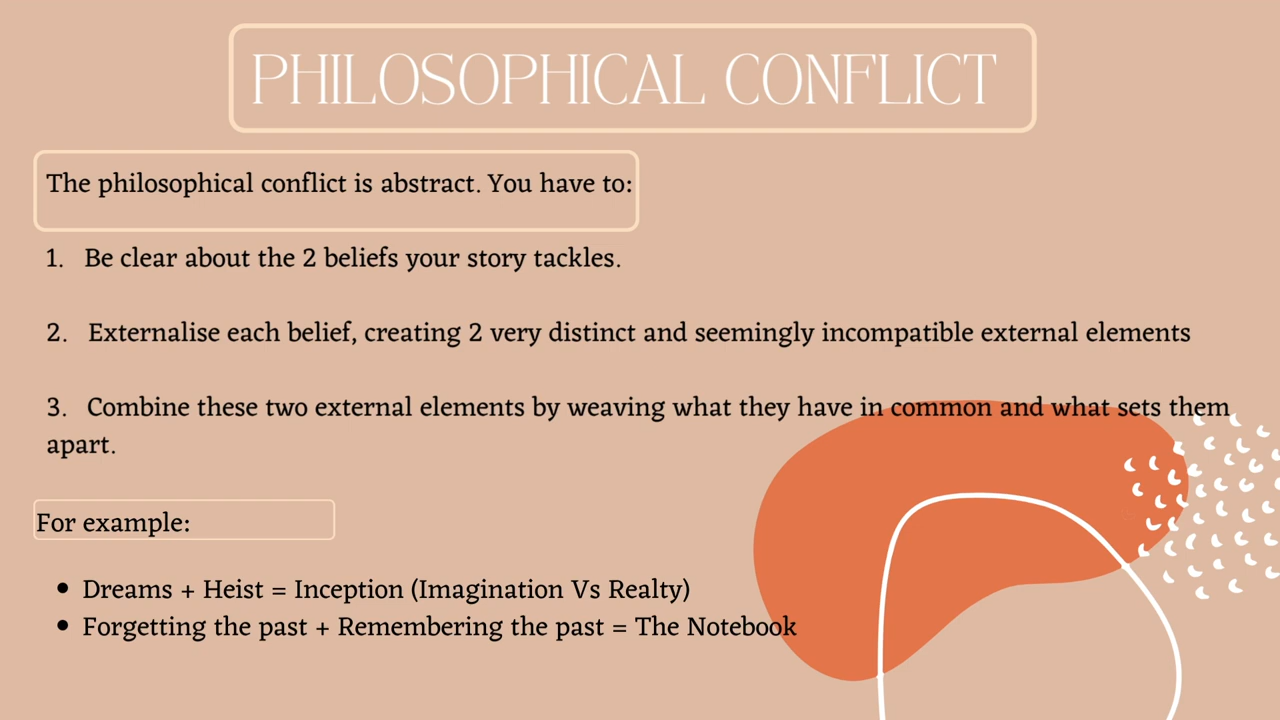 PHILOSOPHICAL CONFLICT
The philosophical conflict is abstract. You have to:
1. Be clear about the 2 beliefs your story tackles.
2. Externalise each belief, creating 2 very distinct and seemingly incompatible external elements
3. Combine these two external elements by weaving what they have in common and what sets them
apart.
For example:
• Dreams + Heist = Inception (Imagination Vs Realty)
• Forgetting the past + Remembering the past = The Notebook